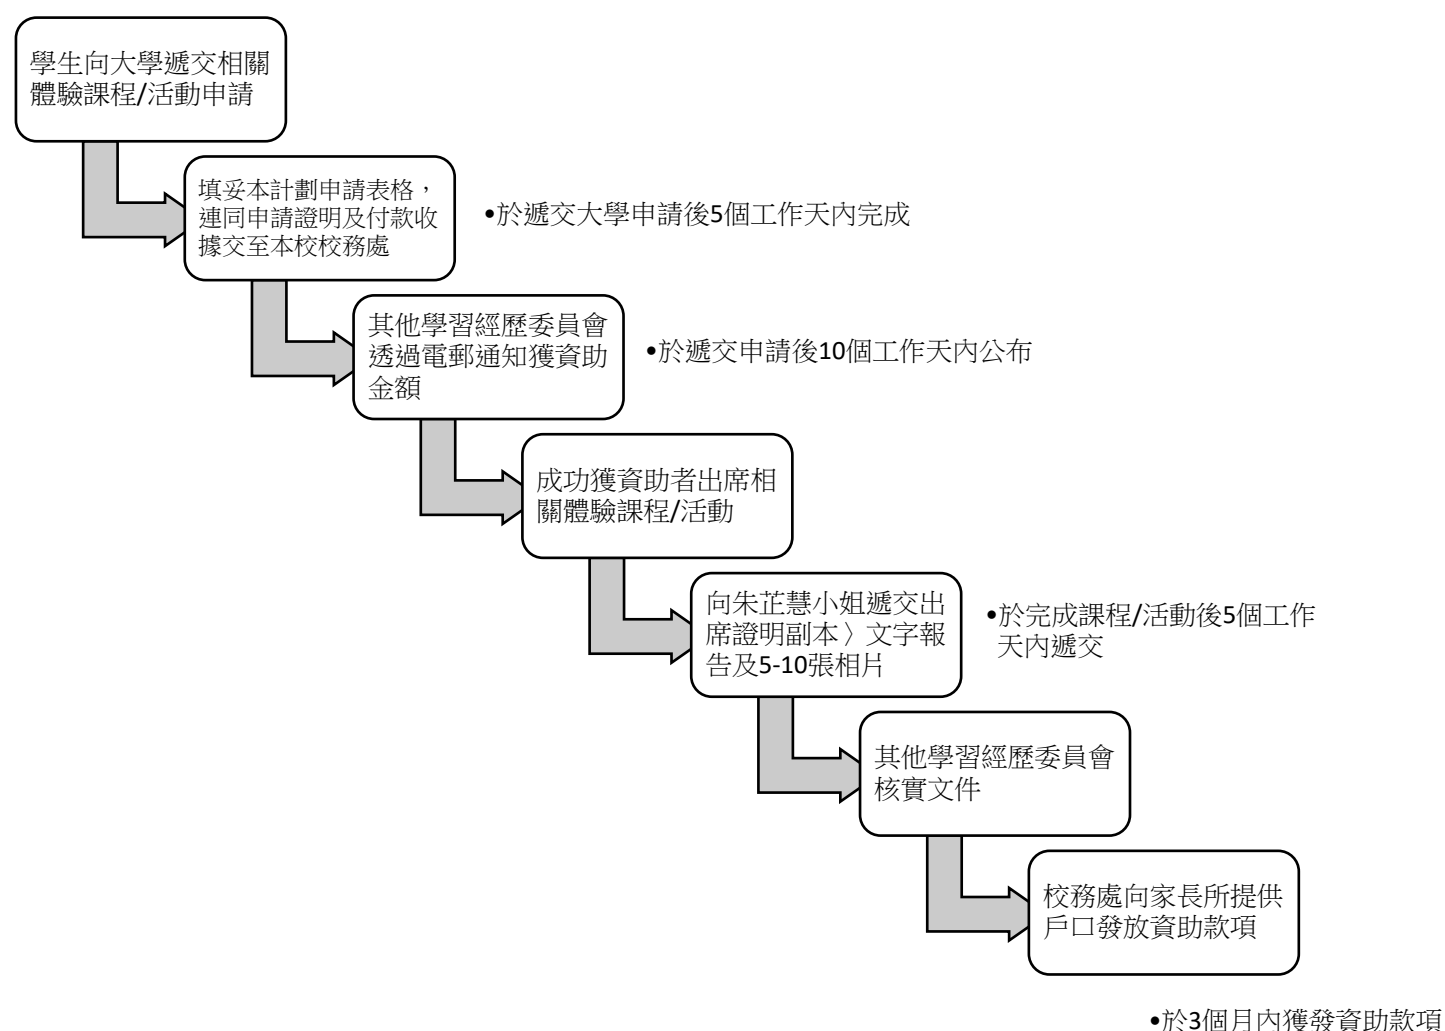 學生向大學遞交相關
體驗課程/活動申請
填妥本計劃申請表格，
連同申請證明及付款收
據交至本校校務處
•於遞交大學申請後5個工作天內完成
其他學習經歷委員會
透過電郵通知獲資助
金額
•於遞交申請後10個工作天內公布
成功獲資助者出席相
關體驗課程/活動
向朱芷慧小姐遞交出
席證明副本〉文字報
告及5-10張相片
•於完成課程/活動後5個工作
天內遞交
其他學習經歷委員會
核實文件
校務處向家長所提供
戶口發放資助款項
•於3個月內獲發資助款項